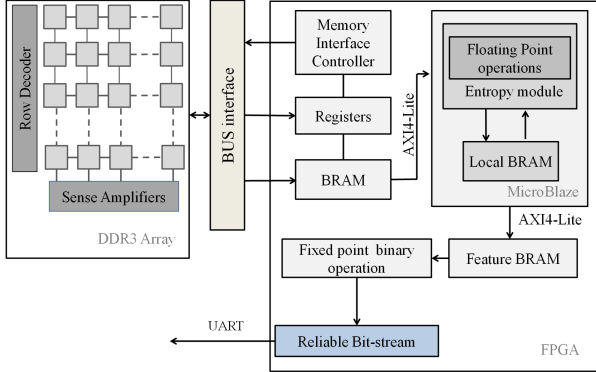 Row Decoder
Sense Amplifiers
DDR3 Array
BUS interface
Memory
Interface
Controller
Registers
BRAM
AXI4-Lite
Floating Point
operations
Entropy module
Local BRAM
MicroBlaze
AXI4-Lite
Fixed point binary
operation
Feature BRAM
UART
Reliable Bit-stream
FPGA